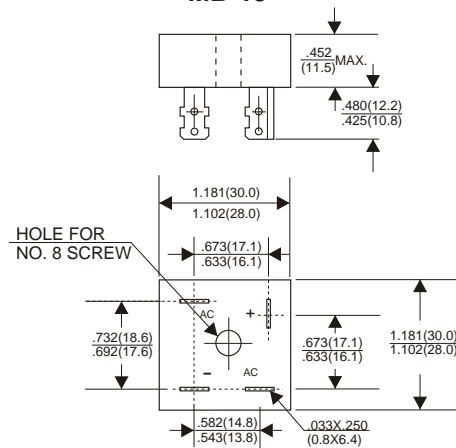 .452
(11.5)
MAX.
.480(12.2)
.425(10.8)
1.181(30.0)
1.102(28.0)
HOLE FOR
NO. 8 SCREW
.673(17.1)
.633(16.1)
AC
+
.732(18.6)
.692(17.6)
.673(17.1)
.633(16.1)
1.181(30.0)
1.102(28.0)
- AC
.582(14.8)
.543(13.8)
.033X.250
(0.8X6.4)